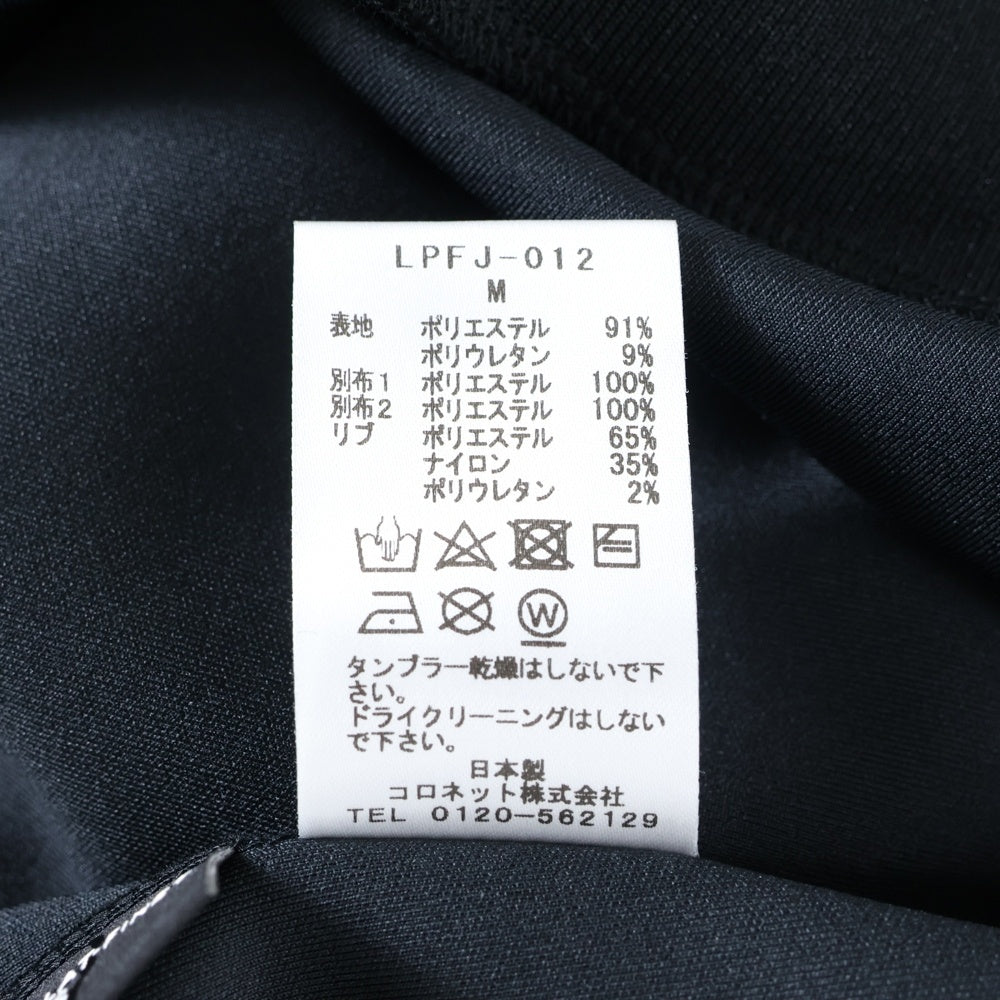 LPFJ-012
M
表地 ポリエステル 91%
ポリウレタン 9%
別布1 ポリエステル 100%
別布2 ポリエステル 100%
リブ ポリエステル 65%
ナイロン 35%
ポリウレタン 2%
W
タンブラー乾燥はしないで下
さい。
ドライクリーニングはしない
で下さい。
日本製
コロネット株式会社
TEL 0120-562129